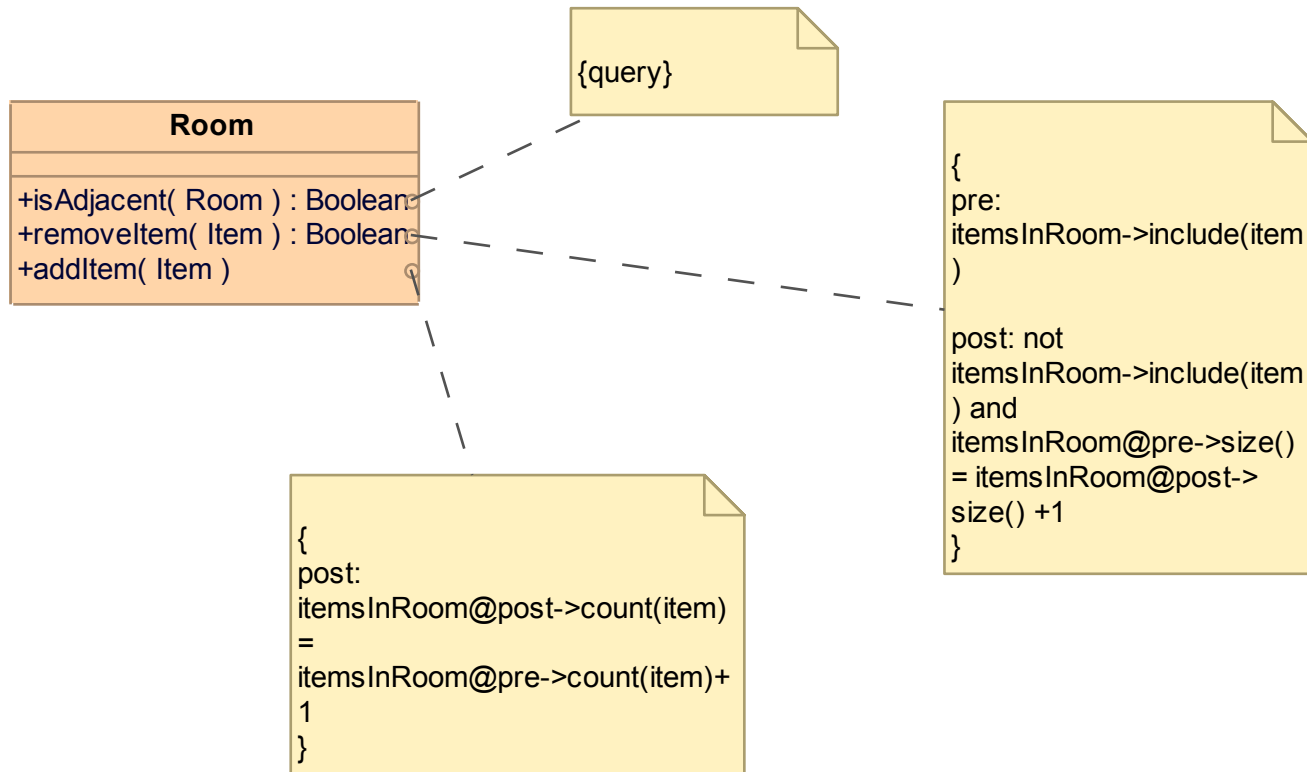 {query}
Room
+isAdjacent( Room ) : Boolean
+removeItem( Item ) : Boolean
+addItem( Item )
{
pre:
itemsInRoom->include(item
)
post: not
itemsInRoom->include(item
) and
itemsInRoom@pre->size()
= itemsInRoom@post->
size() +1
}
{
post:
itemsInRoom@post->count(item)
=
itemsInRoom@pre->count(item)+
1
}